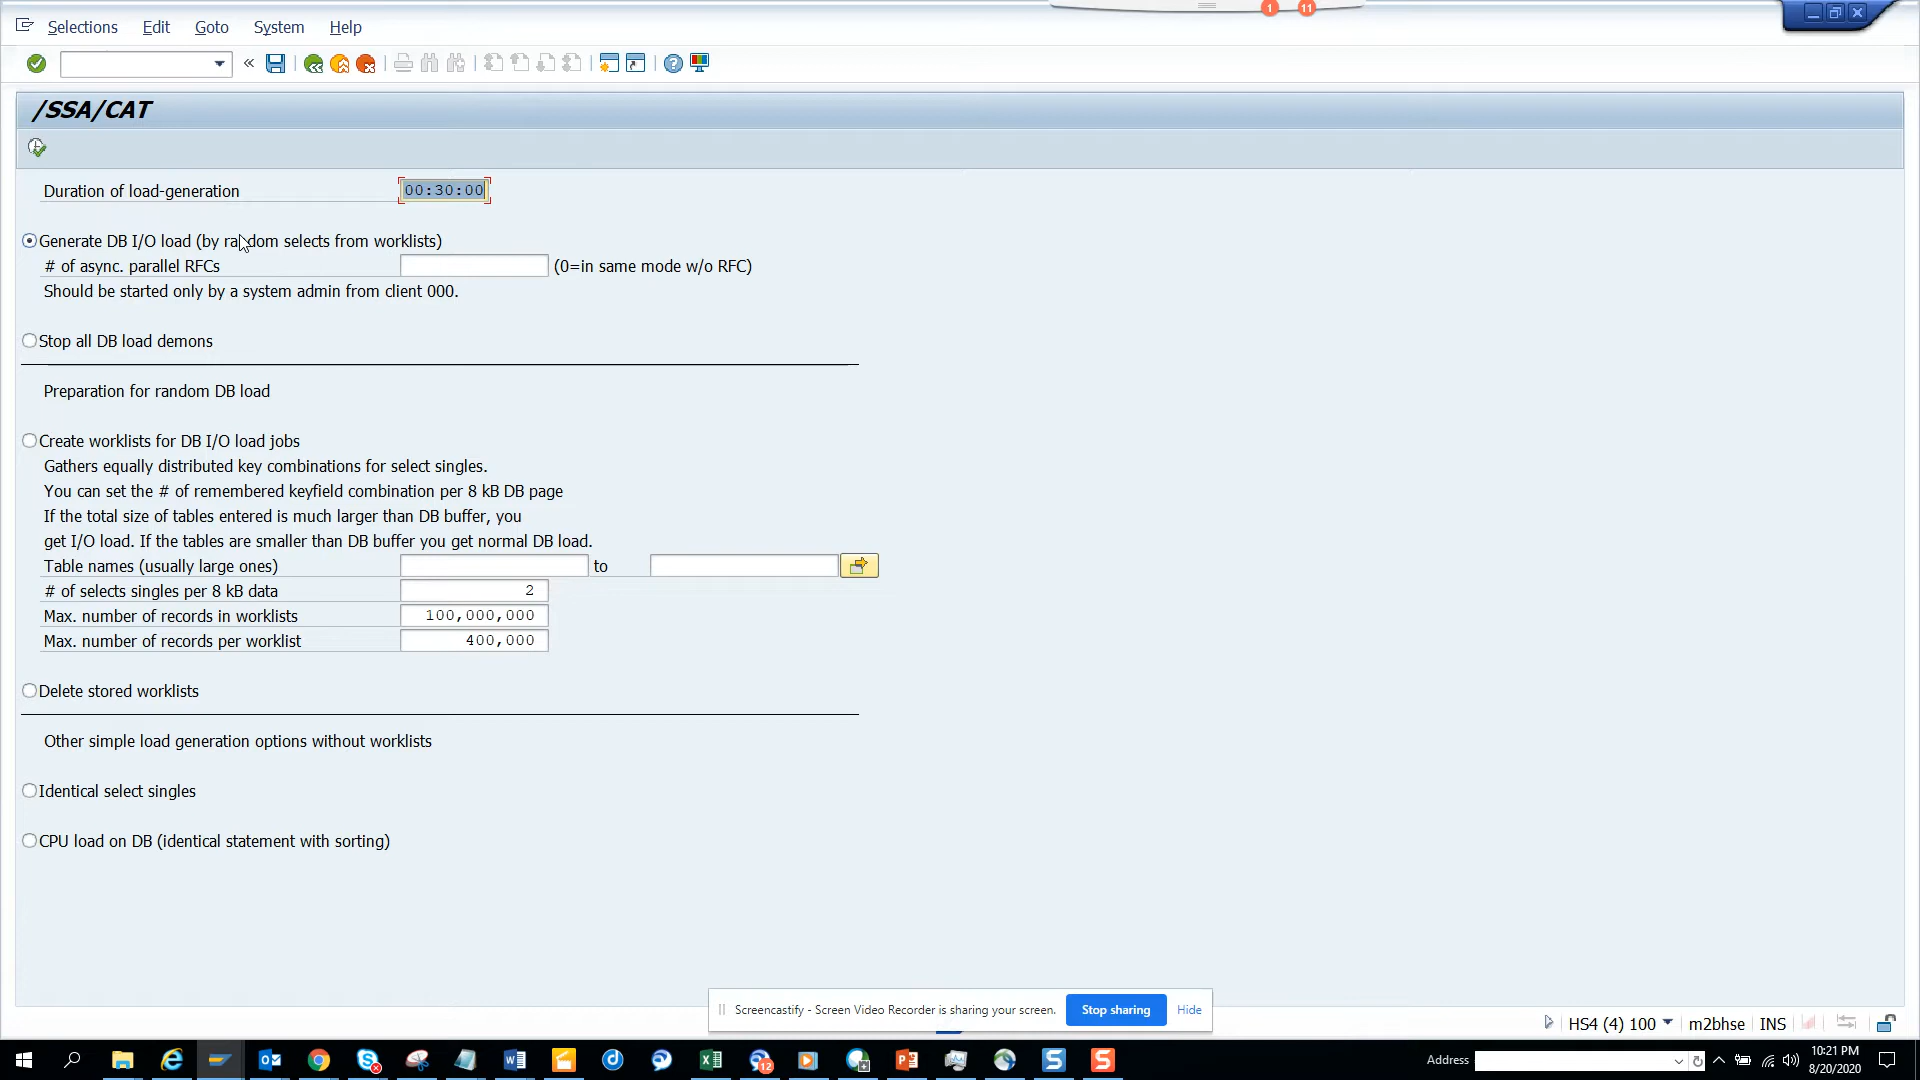 1 11
Selections Edit Goto System Help
/SSA/CAT
Duration of load-generation 00:30:00
Generate DB I/O load (by random selects from worklists)
# of async. parallel RFCs (0=in same mode w/o RFC)
Should be started only by a system admin from client 000.
Stop all DB load demons
Preparation for random DB load
Create worklists for DB I/O load jobs
Gathers equally distributed key combinations for select singles.
You can set the # of remembered keyfield combination per 8 kB DB page
If the total size of tables entered is much larger than DB buffer, you
get I/O load. If the tables are smaller than DB buffer you get normal DB load.
Table names (usually large ones) to
# of selects singles per 8 kB data 2
Max. number of records in worklists 100,000,000
Max. number of records per worklist 400,000
Delete stored worklists
Other simple load generation options without worklists
Identical select singles
CPU load on DB (identical statement with sorting)
Screencastify - Screen Video Recorder is sharing your screen. Stop sharing Hide
HS4 (4) 100 m2bhse INS
12 Address 10:21 PM
8/20/2020